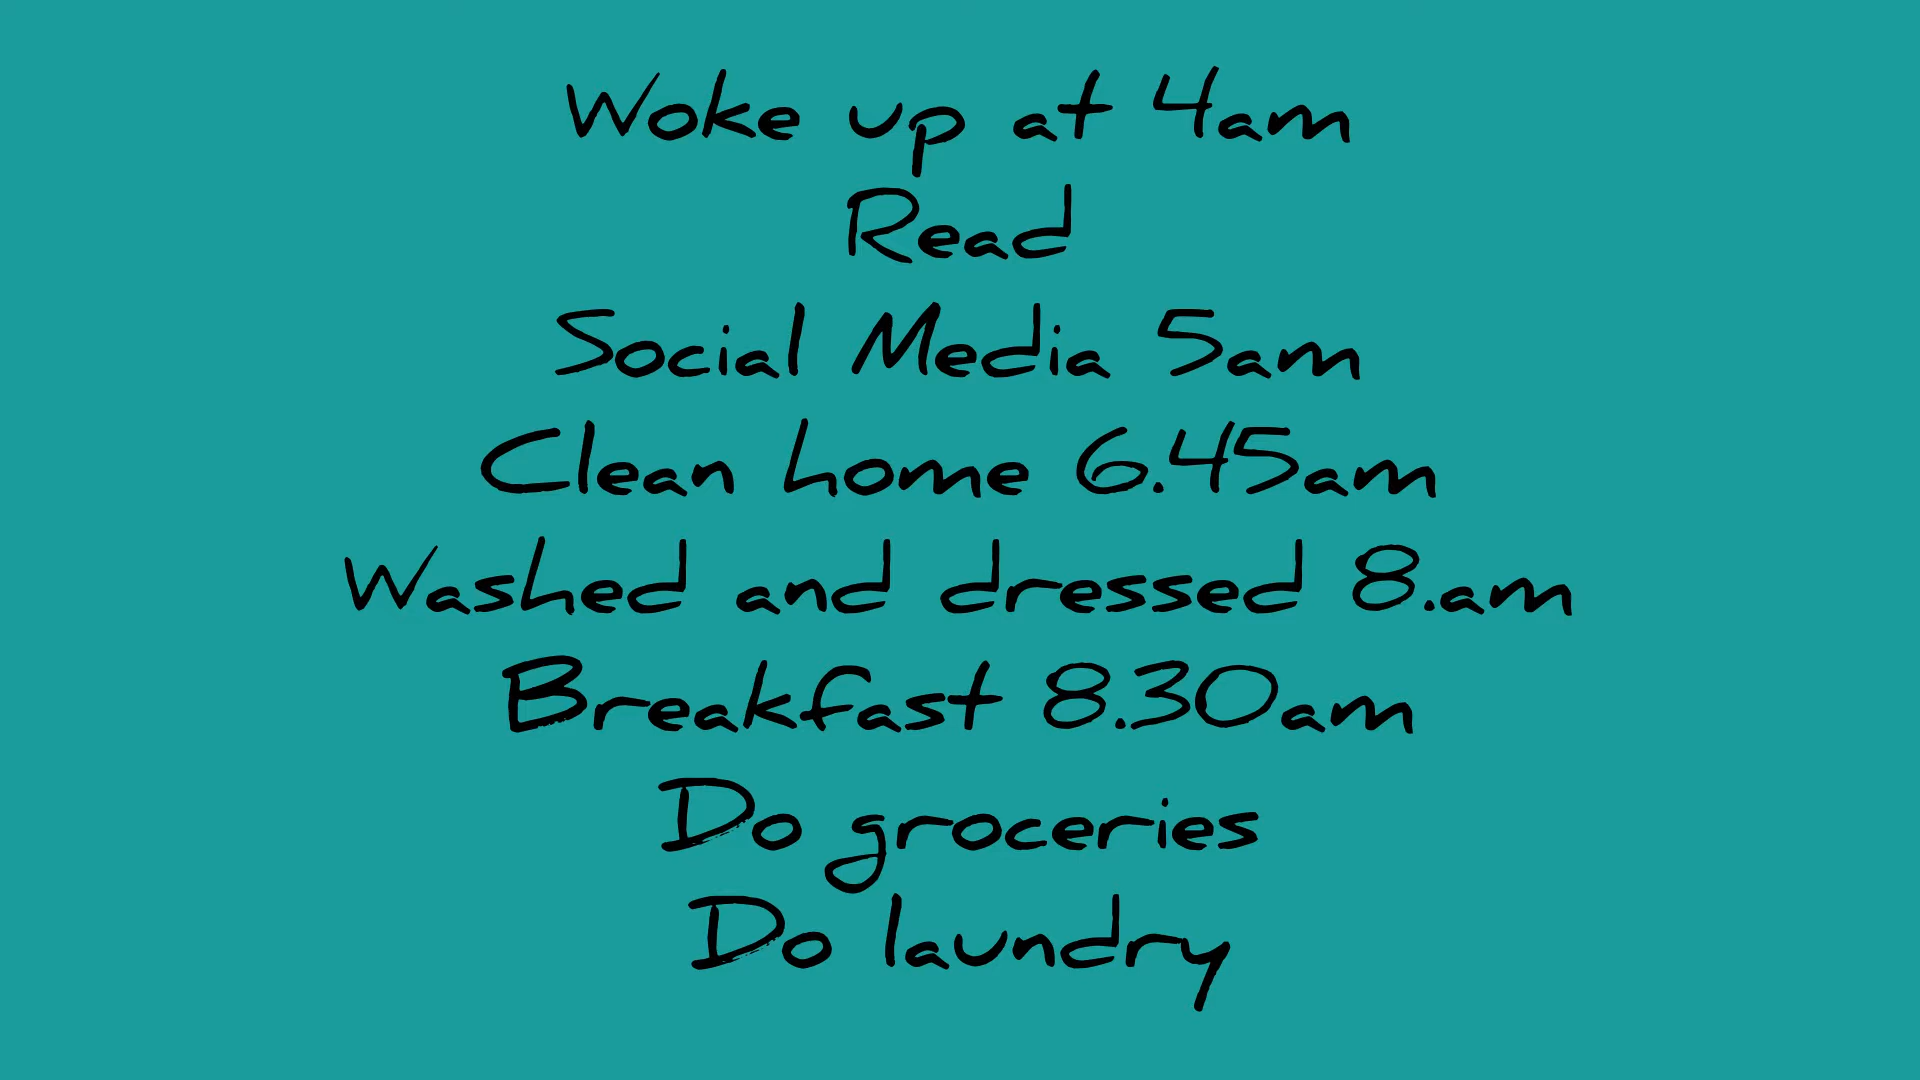 Woke up at 4am
Read
Social Media 5am
Clean home 6.45am
Washed and dressed 8.am
Breakfast 8.30am
Do groceries
Do laundry